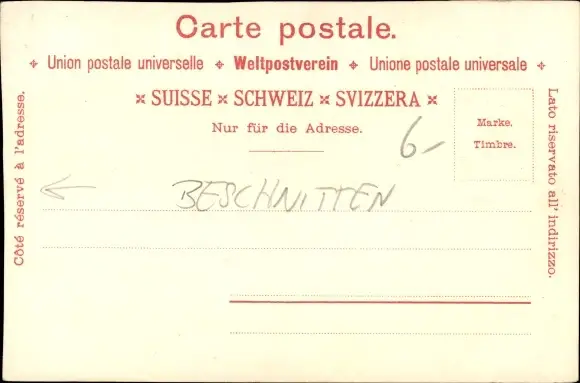 Carte postale.
✢ Union postale universelle ✢ Weltpostverein ✢ Unione postale universale ✢
× SUISSE × SCHWEIZ × SVIZZERA ×
Nur für die Adresse.
6.-
Marke.
Timbre.
BESCHNITTEN
Côté réservé à l'adresse.
Lato riservato all' indirizzo.